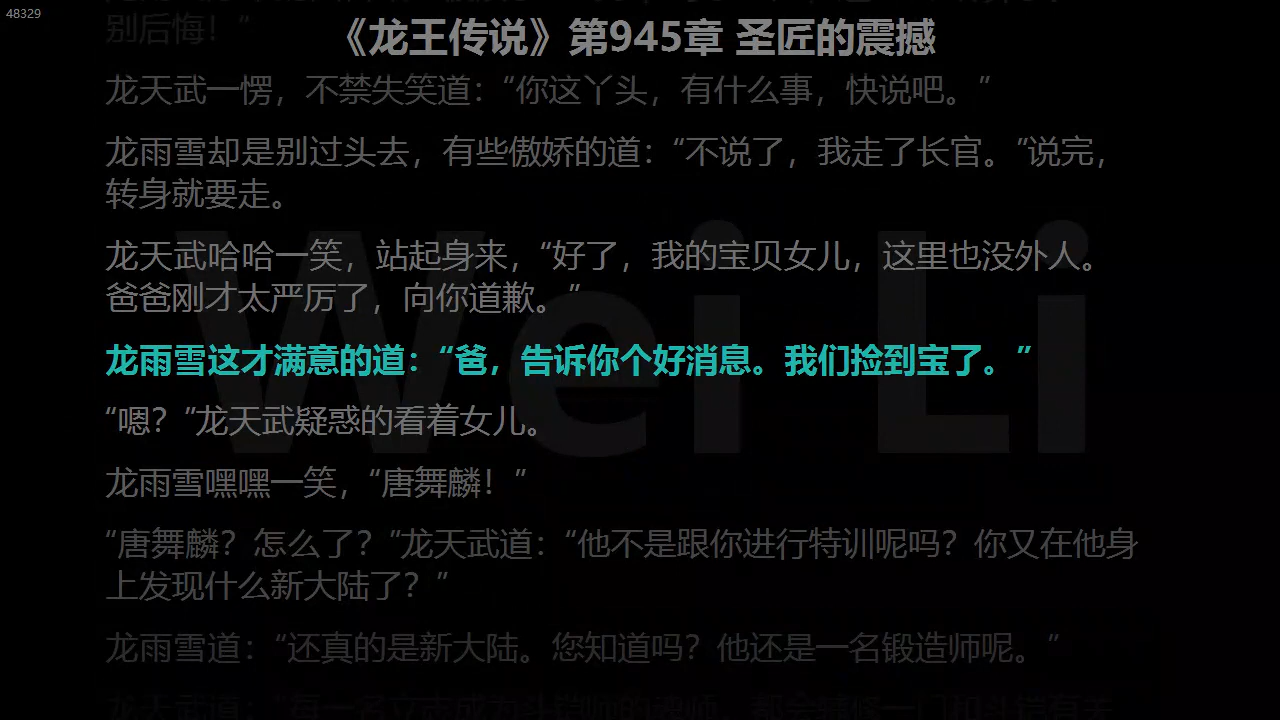 48329
别后悔！”
《龙王传说》第945章 圣匠的震撼
龙天武一愣，不禁失笑道：“你这丫头，有什么事，快说吧。”
龙雨雪却是别过头去，有些傲娇的道：“不说了，我走了长官。”说完，
转身就要走。
龙天武哈哈一笑，站起身来，“好了，我的宝贝女儿，这里也没外人。
爸爸刚才太严厉了，向你道歉。”
龙雨雪这才满意的道：“爸，告诉你个好消息。我们捡到宝了。”
“嗯？”龙天武疑惑的看着女儿。
龙雨雪嘿嘿一笑，“唐舞麟！”
“唐舞麟？怎么了？”龙天武道：“他不是跟你进行特训呢吗？你又在他身
上发现什么新大陆了？”
龙雨雪道：“还真的是新大陆。您知道吗？他还是一名锻造师呢。”
Wei Li